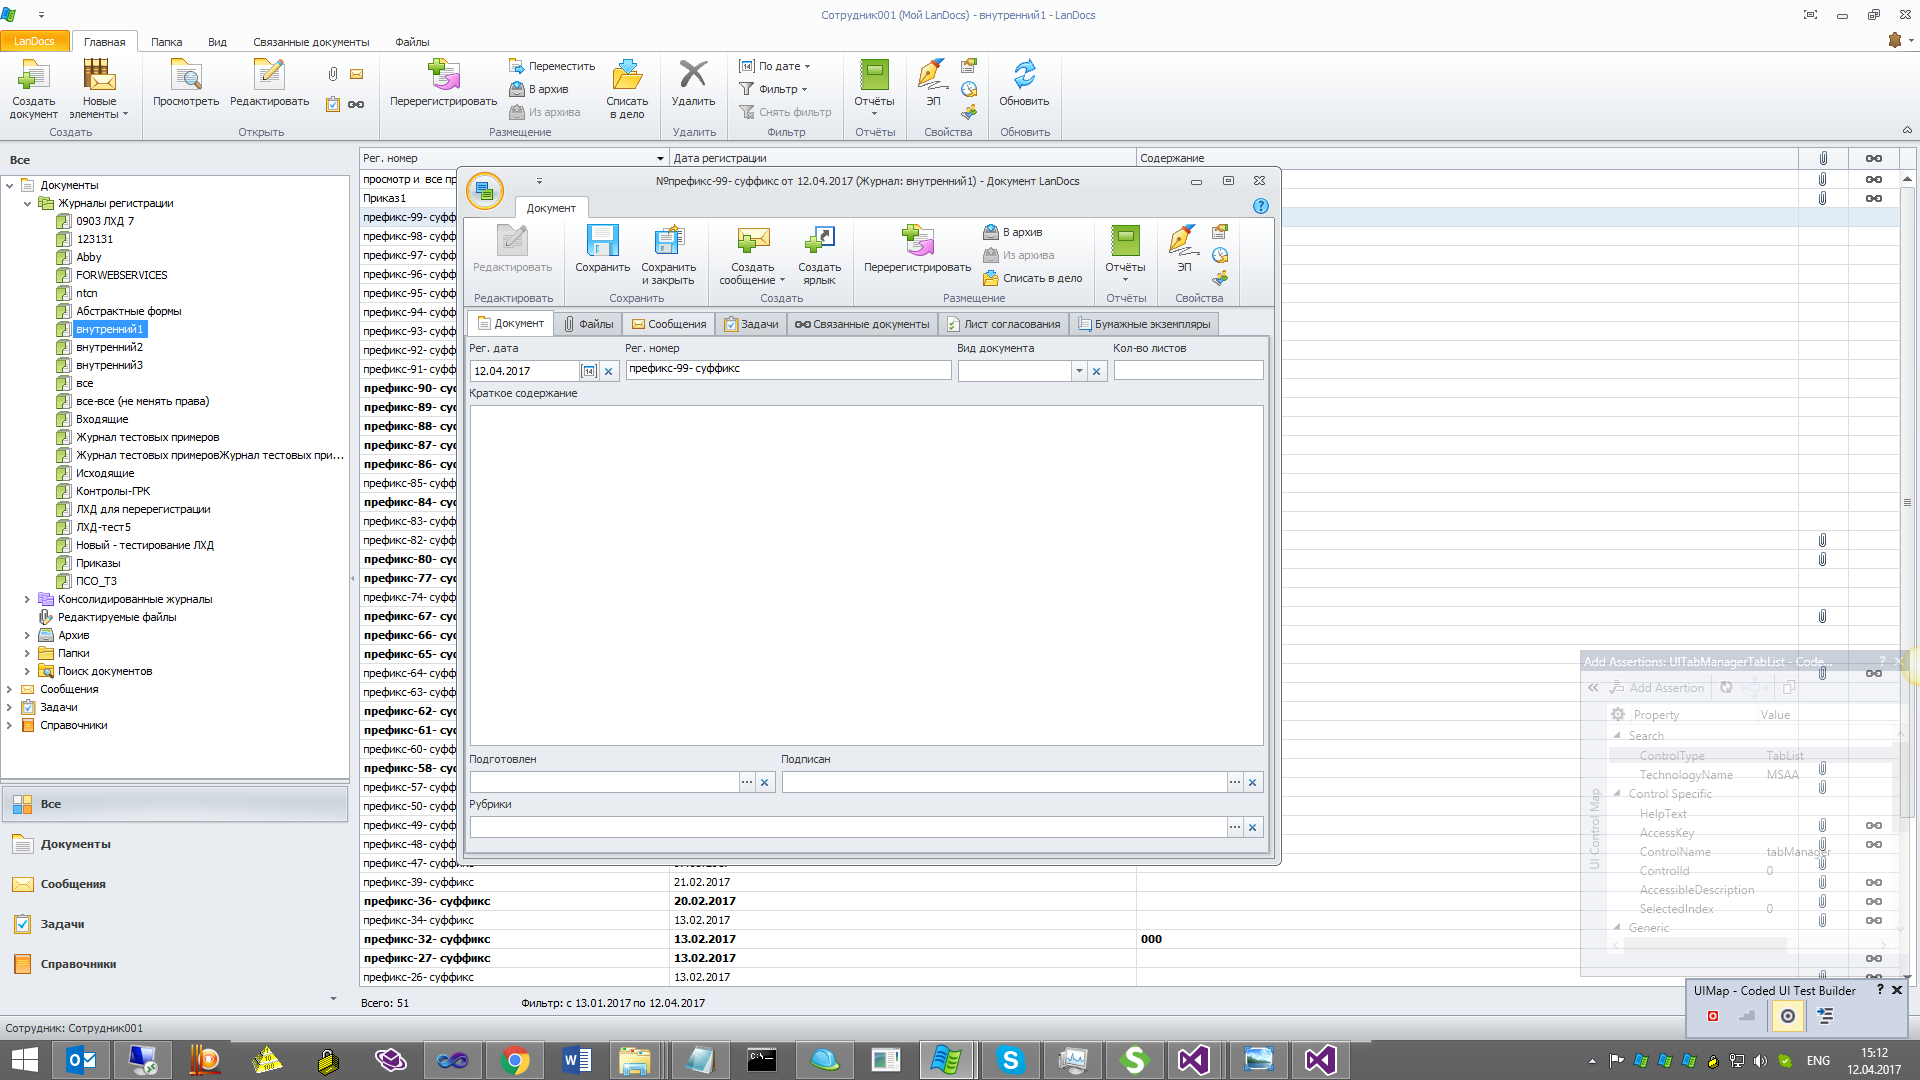 Сотрудник001 (Мой LanDocs) - внутренний1 - LanDocs
LanDocs
Главная
Папка
Вид
Связанные документы
Файлы
Создать документ
Новые элементы
Создать
Просмотреть
Редактировать
Открыть
Перерегистрировать
Переместить
В архив
Из архива
Списать в дело
Размещение
Удалить
Удалить
По дате
Фильтр
Снять фильтр
Фильтр
Отчёты
Отчёты
ЭП
Свойства
Обновить
Обновить
Все
Документы
Журналы регистрации
0903 ЛХД 7
123131
Abby
FORWEBSERVICES
ntcn
Абстрактные формы
внутренний1
внутренний2
внутренний3
все
все-все (не менять права)
Входящие
Журнал тестовых примеров
Журнал тестовых примеровЖурнал тестовых при...
Исходящие
Контролы-ГРК
ЛХД для перерегистрации
ЛХД-тест5
Новый - тестирование ЛХД
Приказы
ПСО_ТЗ
Консолидированные журналы
Редактируемые файлы
Архив
Папки
Поиск документов
Сообщения
Задачи
Справочники
Все
Документы
Сообщения
Задачи
Справочники
Рег. номер
Дата регистрации
Содержание
просмотр и все пр
Приказ1
префикс-99- суфф
префикс-98- суфф
префикс-97- суфф
префикс-96- суфф
префикс-95- суфф
префикс-94- суфф
префикс-93- суфф
префикс-92- суфф
префикс-91- суфф
префикс-90- суф
префикс-89- суф
префикс-88- суф
префикс-87- суф
префикс-86- суф
префикс-85- суфф
префикс-84- суф
префикс-83- суфф
префикс-82- суфф
префикс-80- суф
префикс-77- суф
префикс-74- суфф
префикс-67- суф
префикс-66- суф
префикс-65- суф
префикс-64- суфф
префикс-63- суфф
префикс-62- суф
префикс-61- суф
префикс-60- суфф
префикс-58- суф
префикс-57- суфф
префикс-50- суфф
префикс-49- суфф
префикс-48- суфф
префикс-47- суффикс
префикс-39- суффикс 21.02.2017
префикс-36- суффикс 20.02.2017
префикс-34- суффикс 13.02.2017
префикс-32- суффикс 13.02.2017 000
префикс-27- суффикс 13.02.2017
префикс-26- суффикс 13.02.2017
Всего: 51
Фильтр: с 13.01.2017 по 12.04.2017
Сотрудник: Сотрудник001
№префикс-99- суффикс от 12.04.2017 (Журнал: внутренний1) - Документ LanDocs
Документ
Редактировать
Редактировать
Сохранить
Сохранить и закрыть
Сохранить
Создать сообщение
Создать ярлык
Создать
Перерегистрировать
В архив
Из архива
Списать в дело
Размещение
Отчёты
Отчёты
ЭП
Свойства
Документ
Файлы
Сообщения
Задачи
Связанные документы
Лист согласования
Бумажные экземпляры
Рег. дата
Рег. номер
Вид документа
Кол-во листов
12.04.2017
префикс-99- суффикс
Краткое содержание
Подготовлен
Подписан
Рубрики
Add Assertions: UITabManagerTabList - Code...
Add Assertion
UI Control Map
Property Value
Search
ControlType TabList
TechnologyName MSAA
Control Specific
HelpText
AccessKey
ControlName tabManager
ControlId 0
AccessibleDescription
SelectedIndex 0
Generic
UIMap - Coded UI Test Builder
ENG
15:12
12.04.2017